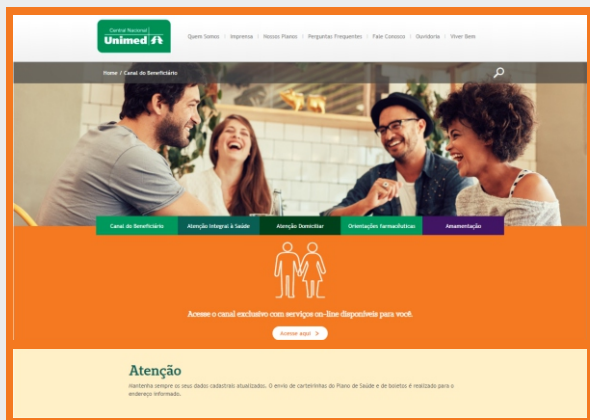 Central Nacional
Unimed
Quem Somos | Imprensa | Nossos Planos | Perguntas Frequentes | Fale Conosco | Ouvidoria | Viver Bem
Home / Canal do Beneficiário
Canal do Beneficiário
Atenção Integral à Saúde
Atenção Domiciliar
Orientações Farmacêuticas
Amamentação
Acesse o canal exclusivo com serviços on-line disponíveis para você.
Acesse aqui >
Atenção
Mantenha sempre os seus dados cadastrais atualizados. O envio de carteirinhas do Plano de Saúde e de boletos é realizado para o
endereço informado.